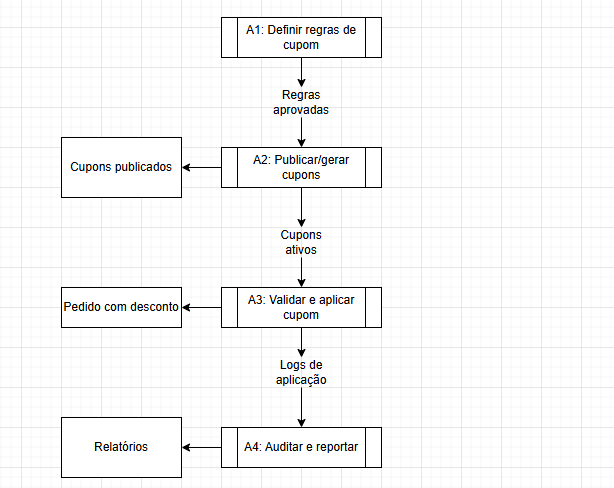 A1: Definir regras de
cupom
Regras
aprovadas
Cupons publicados
A2: Publicar/gerar
cupons
Cupons
ativos
Pedido com desconto
A3: Validar e aplicar
cupom
Logs de
aplicação
Relatórios
A4: Auditar e reportar